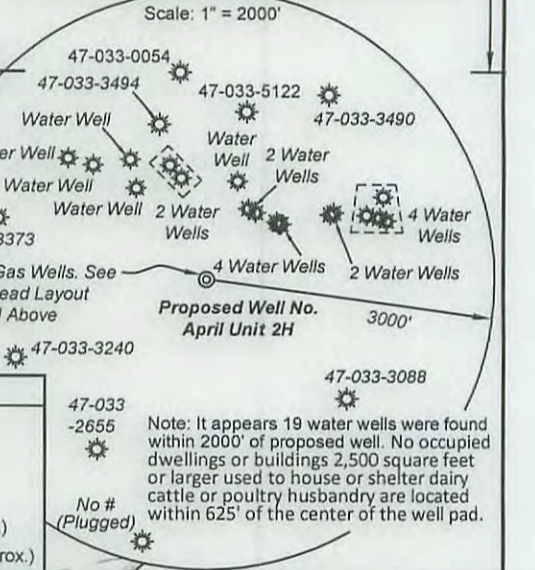 Scale: 1" = 2000'
47-033-0054
47-033-3494
47-033-5122
47-033-3490
Water Well
Water
Well
2 Water
Wells
er Well
Water Well
Water Well
2 Water
Wells
4 Water
Wells
3373
4 Water Wells
2 Water Wells
Gas Wells. See
ead Layout
Above
Proposed Well No.
April Unit 2H
3000'
47-033-3240
47-033-3088
47-033
-2655
Note: It appears 19 water wells were found
within 2000' of proposed well. No occupied
dwellings or buildings 2,500 square feet
or larger used to house or shelter dairy
cattle or poultry husbandry are located
within 625' of the center of the well pad.
No #
(Plugged)
.)
rox.)